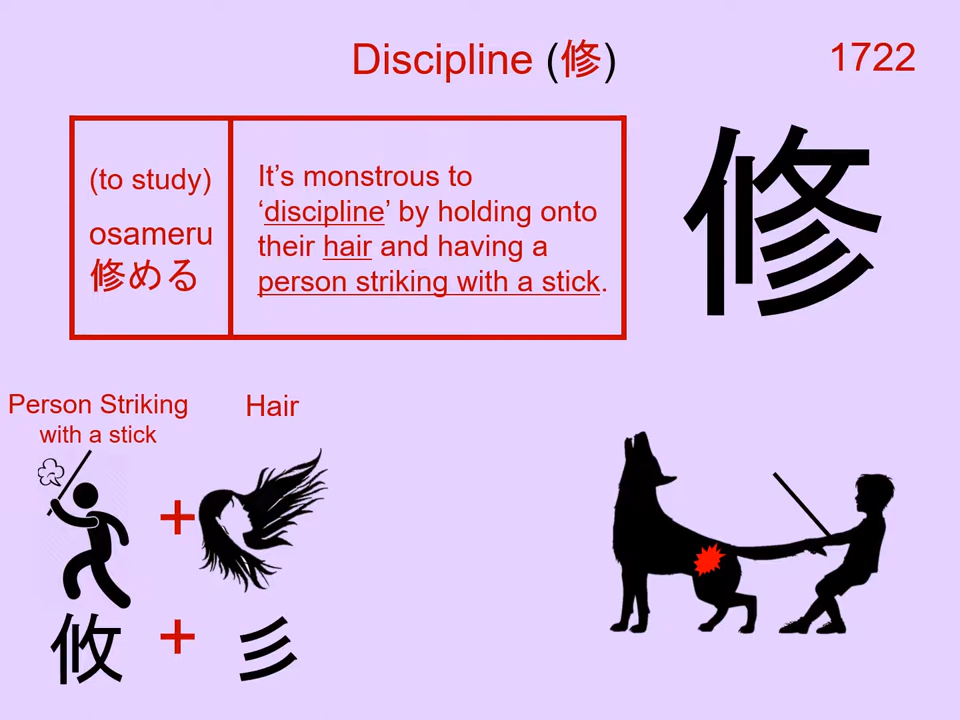 Discipline (修)
1722
(to study)
osameru
修める
It’s monstrous to
‘discipline’ by holding onto
their hair and having a
person striking with a stick.
修
Person Striking
with a stick
Hair
+
攸 + 彡